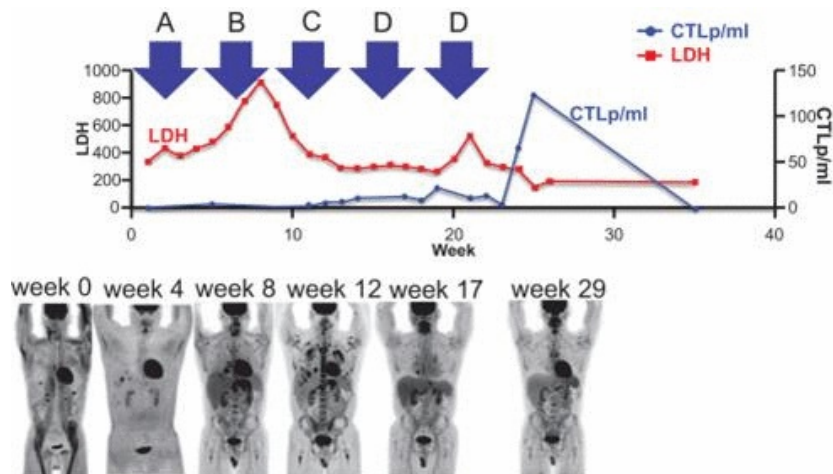 A B C D D
CTLp/ml
LDH
1000 150
800
600 100
400 50
200
0 0
LDH
CTLp/ml
LDH
CTLp/ml
0 10 20 30 40
Week
week 0 week 4 week 8 week 12 week 17 week 29